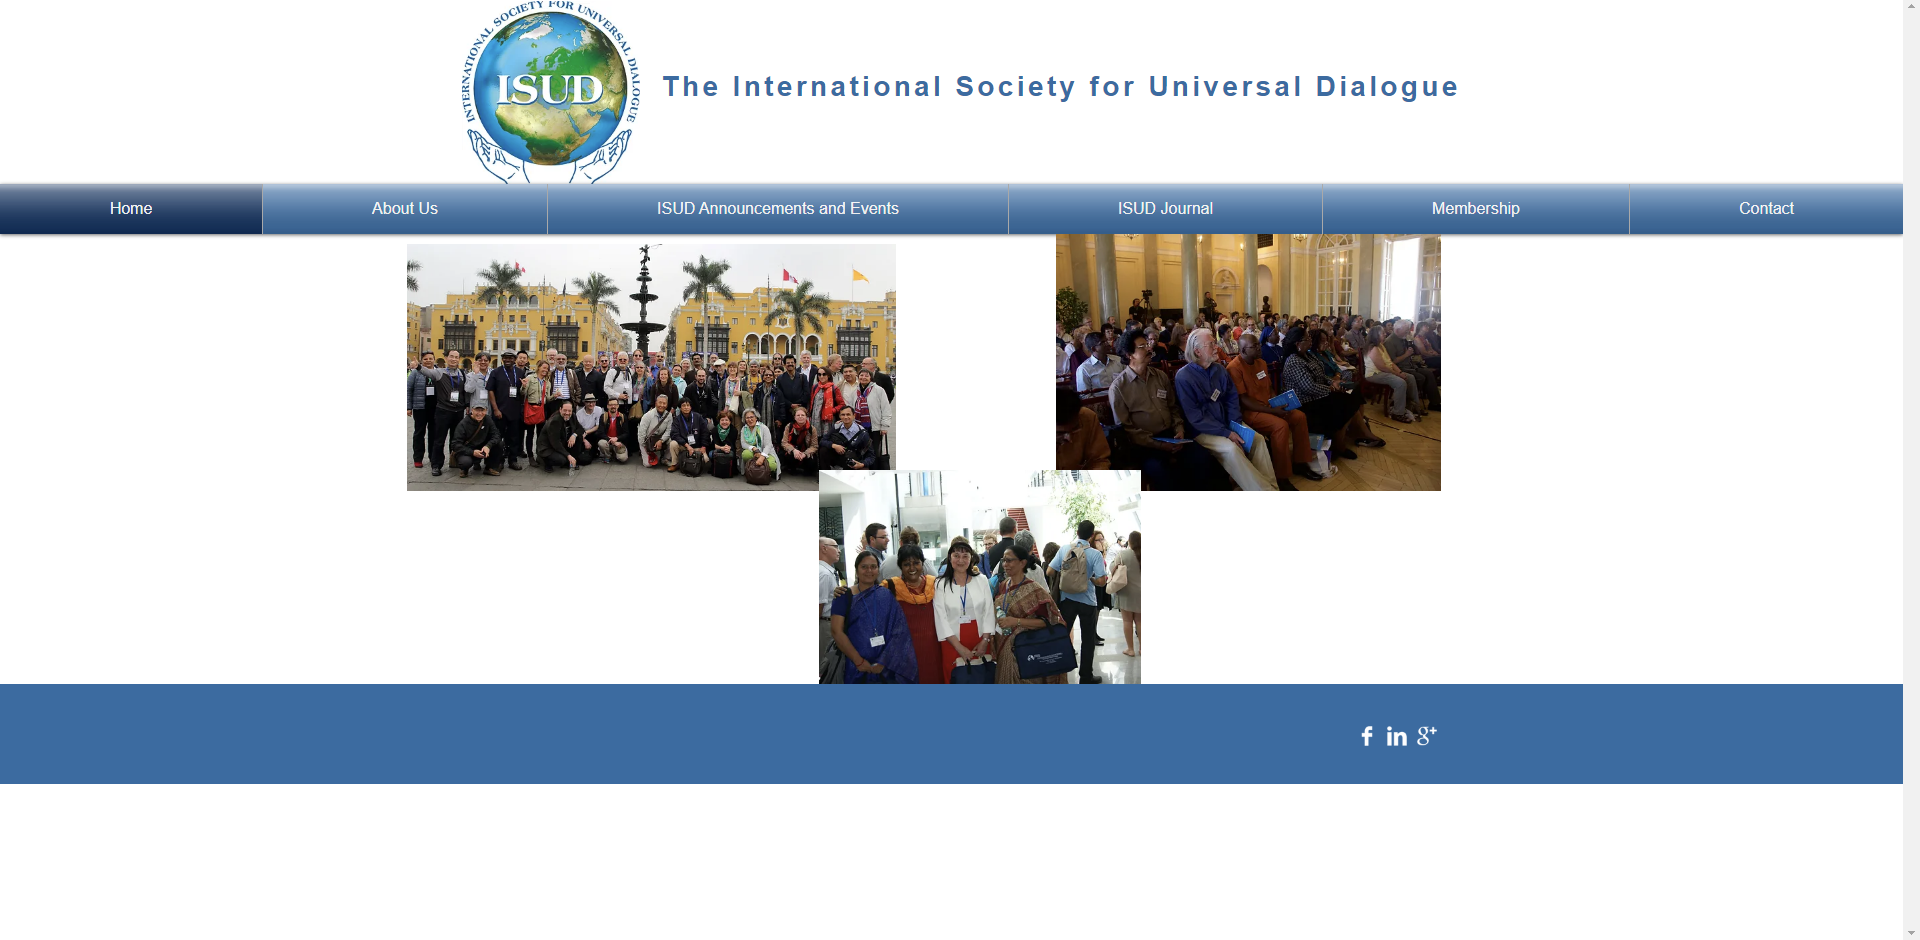 INTERNATIONAL SOCIETY FOR UNIVERSAL DIALOGUE
ISUD
The International Society for Universal Dialogue
Home
About Us
ISUD Announcements and Events
ISUD Journal
Membership
Contact